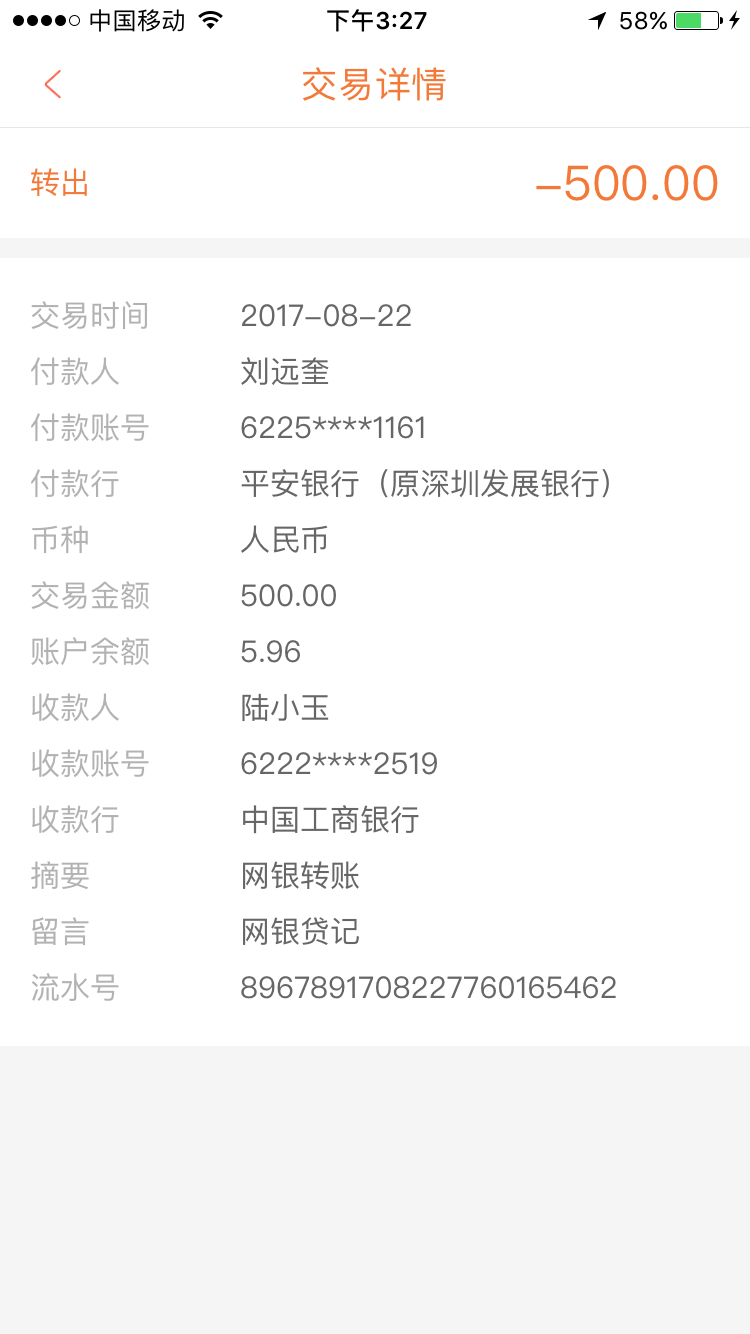 中国移动 下午3:27 58%
交易详情
转出 -500.00
交易时间 2017-08-22
付款人 刘远奎
付款账号 6225****1161
付款行 平安银行（原深圳发展银行）
币种 人民币
交易金额 500.00
账户余额 5.96
收款人 陆小玉
收款账号 6222****2519
收款行 中国工商银行
摘要 网银转账
留言 网银贷记
流水号 8967891708227760165462